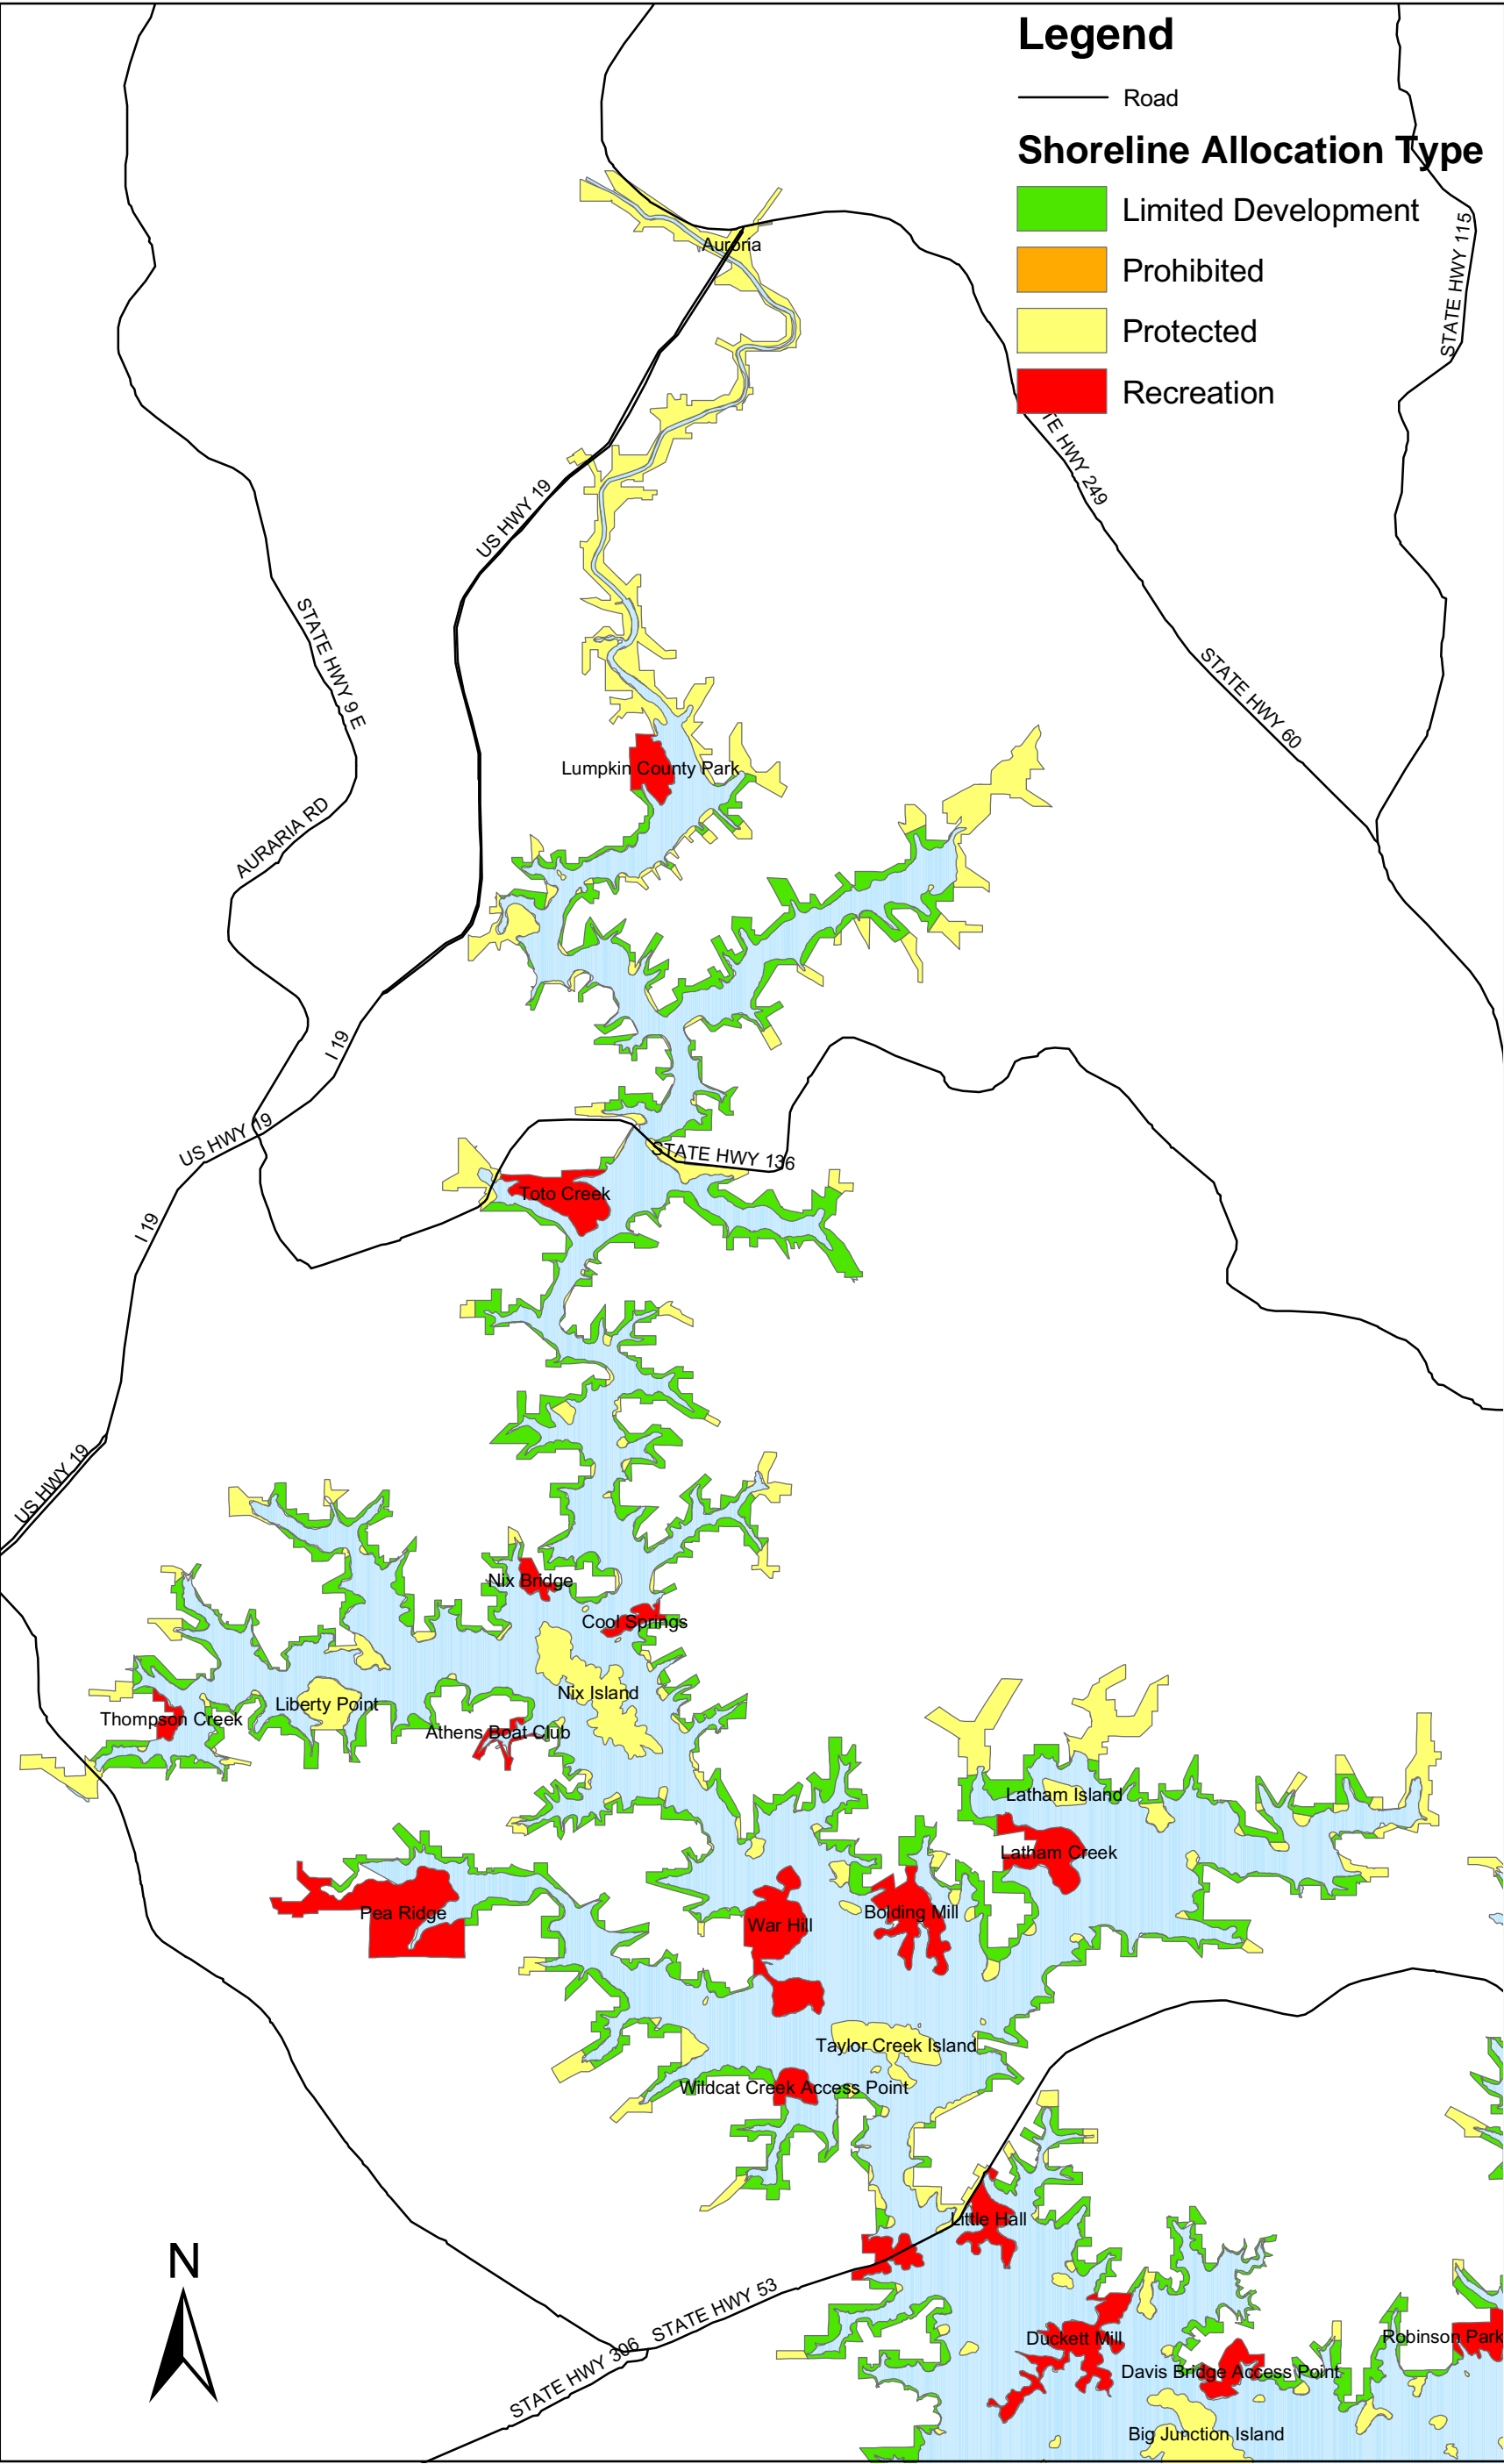 Legend
Road
Shoreline Allocation Type
Limited Development
Prohibited
Protected
Recreation
STATE HWY 115
Auroria
TE HWY 249
US HWY 19
STATE HWY 9 E
STATE HWY 60
Lumpkin County Park
AURARIA RD
I 19
US HWY 19
STATE HWY 136
Toto Creek
I 19
US HWY 19
Nix Bridge
Cool Springs
Nix Island
Liberty Point
Thompson Creek
Athens Boat Club
Latham Island
Latham Creek
Pea Ridge
War Hill
Bolding Mill
Taylor Creek Island
Wildcat Creek Access Point
Little Hall
N
STATE HWY 53
STATE HWY 306
Duckett Mill
Robinson Park
Davis Bridge Access Point
Big Junction Island